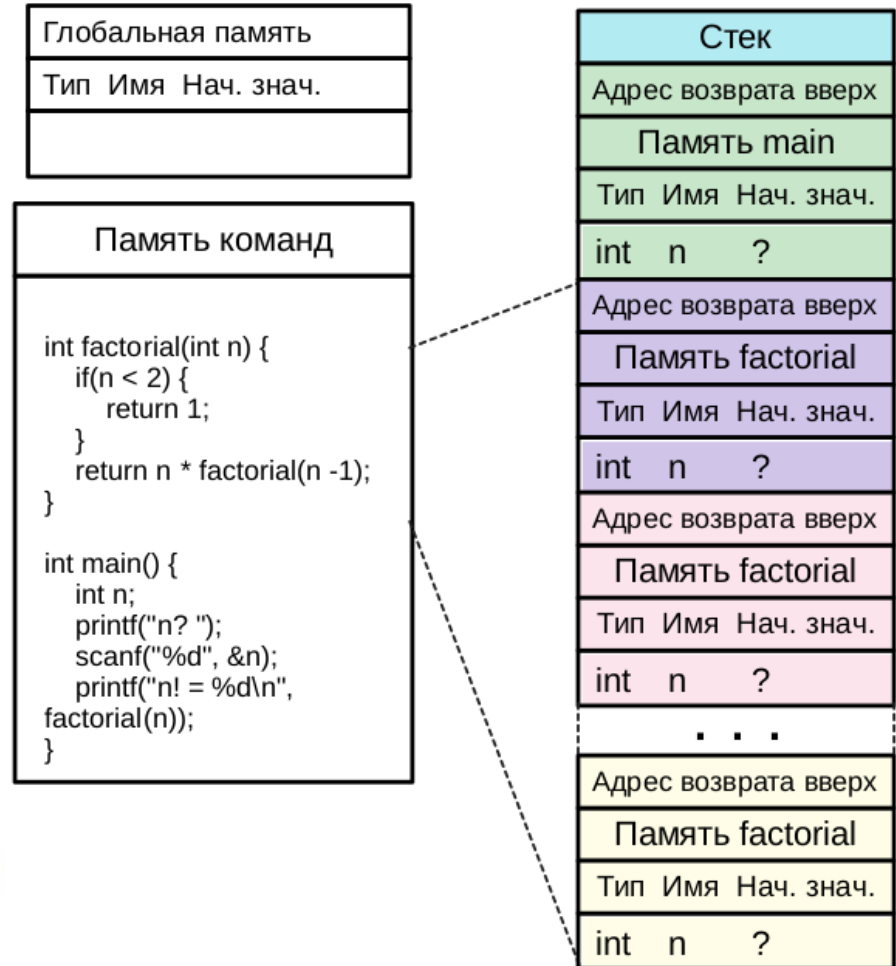 Глобальная память
Тип Имя Нач. знач.
Память команд
int factorial(int n) {
if(n < 2) {
return 1;
}
return n * factorial(n -1);
}
int main() {
int n;
printf("n? ");
scanf("%d", &n);
printf("n! = %d\n",
factorial(n));
}
Стек
Адрес возврата вверх
Память main
Тип Имя Нач. знач.
int n ?
Адрес возврата вверх
Память factorial
Тип Имя Нач. знач.
int n ?
Адрес возврата вверх
Память factorial
Тип Имя Нач. знач.
int n ?
. . .
Адрес возврата вверх
Память factorial
Тип Имя Нач. знач.
int n ?